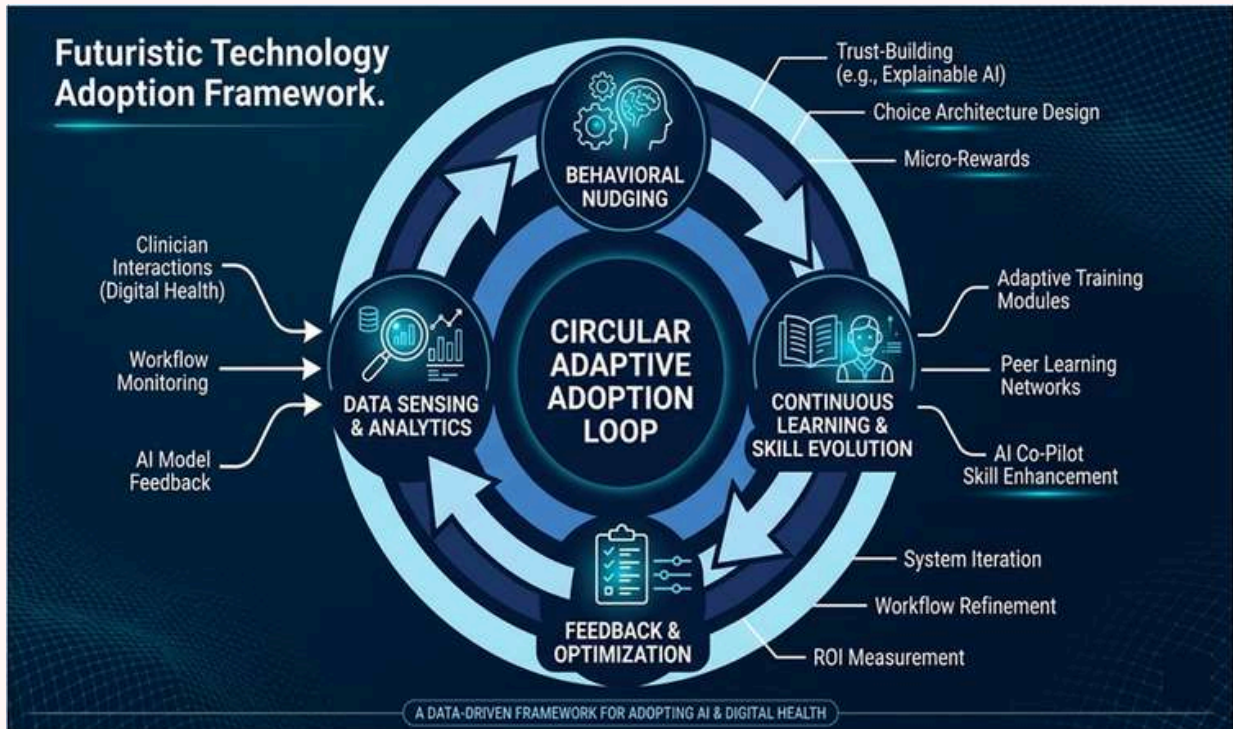 Futuristic Technology
Adoption Framework.
Trust-Building
(e.g., Explainable AI)
Choice Architecture Design
Micro-Rewards
BEHAVIORAL
NUDGING
Clinician
Interactions
(Digital Health)
Workflow
Monitoring
AI Model
Feedback
DATA SENSING
& ANALYTICS
CIRCULAR
ADAPTIVE
ADOPTION
LOOP
CONTINUOUS
LEARNING &
SKILL EVOLUTION
Adaptive Training
Modules
Peer Learning
Networks
AI Co-Pilot
Skill Enhancement
FEEDBACK &
OPTIMIZATION
System Iteration
Workflow Refinement
ROI Measurement
A DATA-DRIVEN FRAMEWORK FOR ADOPTING AI & DIGITAL HEALTH